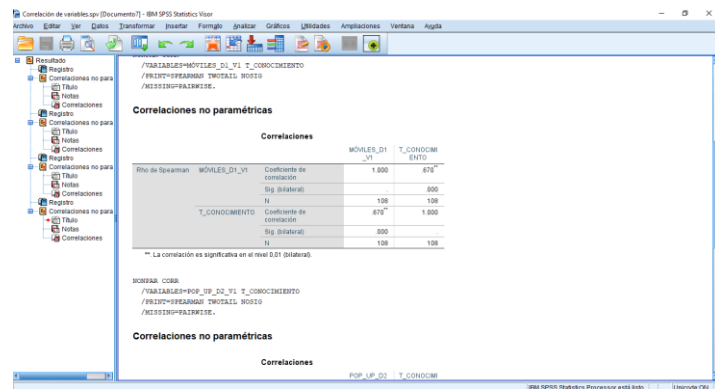 Correlación de variables.spv [Documento7] - IBM SPSS Statistics Visor
Archivo Editar Ver Datos Transformar Insertar Formato Analizar Gráficos Utilidades Ampliaciones Ventana Ayuda
Resultado
Registro
Correlaciones no para
Título
Notas
Correlaciones
Registro
Correlaciones no para
Título
Notas
Correlaciones
Registro
Correlaciones no para
Título
Notas
Correlaciones
Registro
Correlaciones no para
Título
Notas
Correlaciones
/VARIABLES=MÓVILES_D1_V1 T_CONOCIMIENTO
/PRINT=SPEARMAN TWOTAIL NOSIG
/MISSING=PAIRWISE.
Correlaciones no paramétricas
Correlaciones
MÓVILES_D1 T_CONOCIMI
_V1 ENTO
Rho de Spearman MÓVILES_D1_V1 Coeficiente de 1.000 .670**
correlación
Sig. (bilateral) . .000
N 108 108
T_CONOCIMIENTO Coeficiente de .670** 1.000
correlación
Sig. (bilateral) .000 .
N 108 108
**. La correlación es significativa en el nivel 0,01 (bilateral).
NONPAR CORR
/VARIABLES=POP_UP_D2_V1 T_CONOCIMIENTO
/PRINT=SPEARMAN TWOTAIL NOSIG
/MISSING=PAIRWISE.
Correlaciones no paramétricas
Correlaciones
POP_UP_D2 T_CONOCIMI
IBM SPSS Statistics Processor está listo Unicode:ON